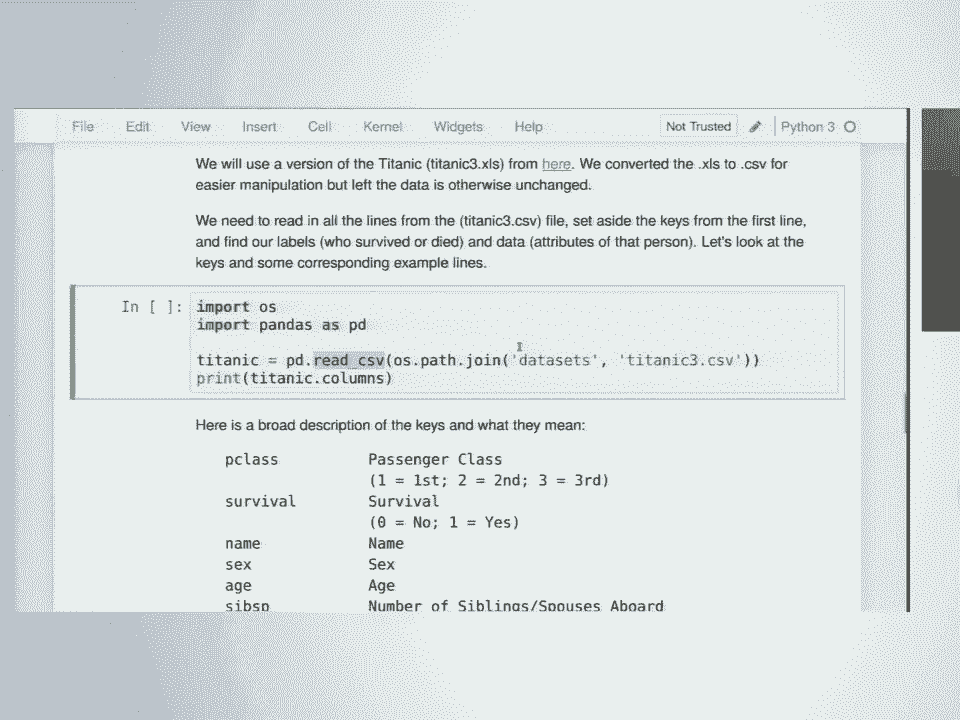 File Edit View Insert Cell Kernel Widgets Help Not Trusted Python 3
We will use a version of the Titanic (titanic3.xls) from here. We converted the .xls to .csv for
easier manipulation but left the data is otherwise unchanged.
We need to read in all the lines from the (titanic3.csv) file, set aside the keys from the first line,
and find our labels (who survived or died) and data (attributes of that person). Let's look at the
keys and some corresponding example lines.
In [ ]: import os
import pandas as pd
titanic = pd.read_csv(os.path.join('datasets', 'titanic3.csv'))
print(titanic.columns)
Here is a broad description of the keys and what they mean:
pclass Passenger Class
(1 = 1st; 2 = 2nd; 3 = 3rd)
survival Survival
(0 = No; 1 = Yes)
name Name
sex Sex
age Age
sibsp Number of Siblings/Spouses Aboard